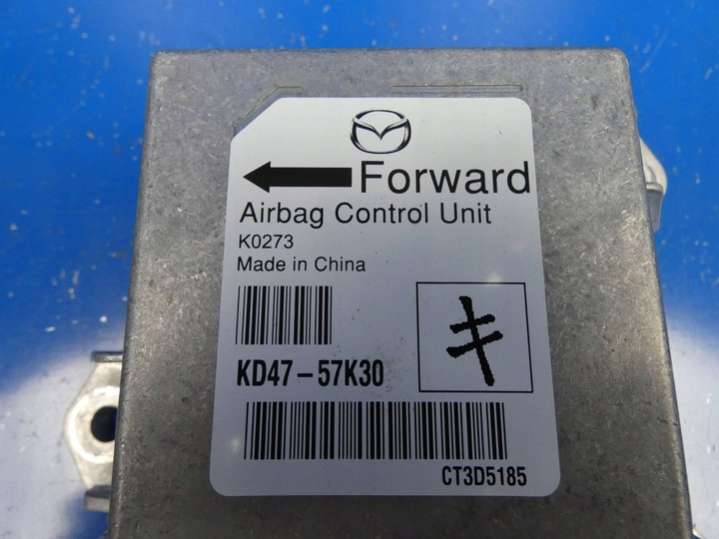 Forward
Airbag Control Unit
K0273
Made in China
キ
KD47-57K30
CT3D5185